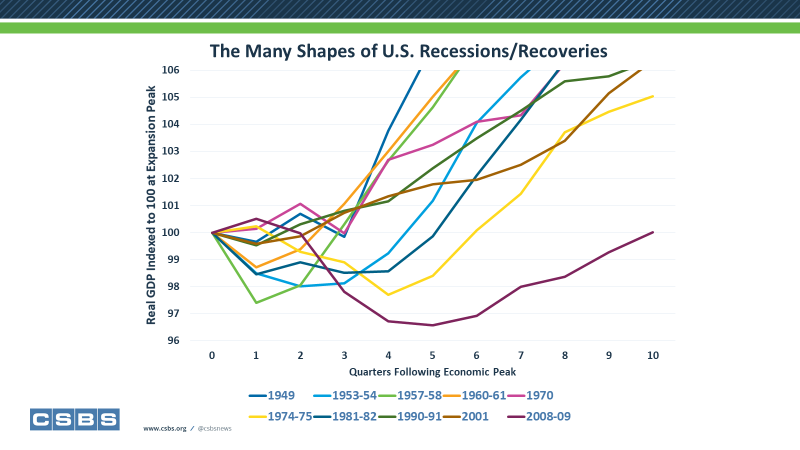 The Many Shapes of U.S. Recessions/Recoveries
Real GDP Indexed to 100 at Expansion Peak
106
105
104
103
102
101
100
99
98
97
96
0 1 2 3 4 5 6 7 8 9 10
Quarters Following Economic Peak
1949 1953-54 1957-58 1960-61 1970
1974-75 1981-82 1990-91 2001 2008-09
CSBS
www.csbs.org / @csbsnews